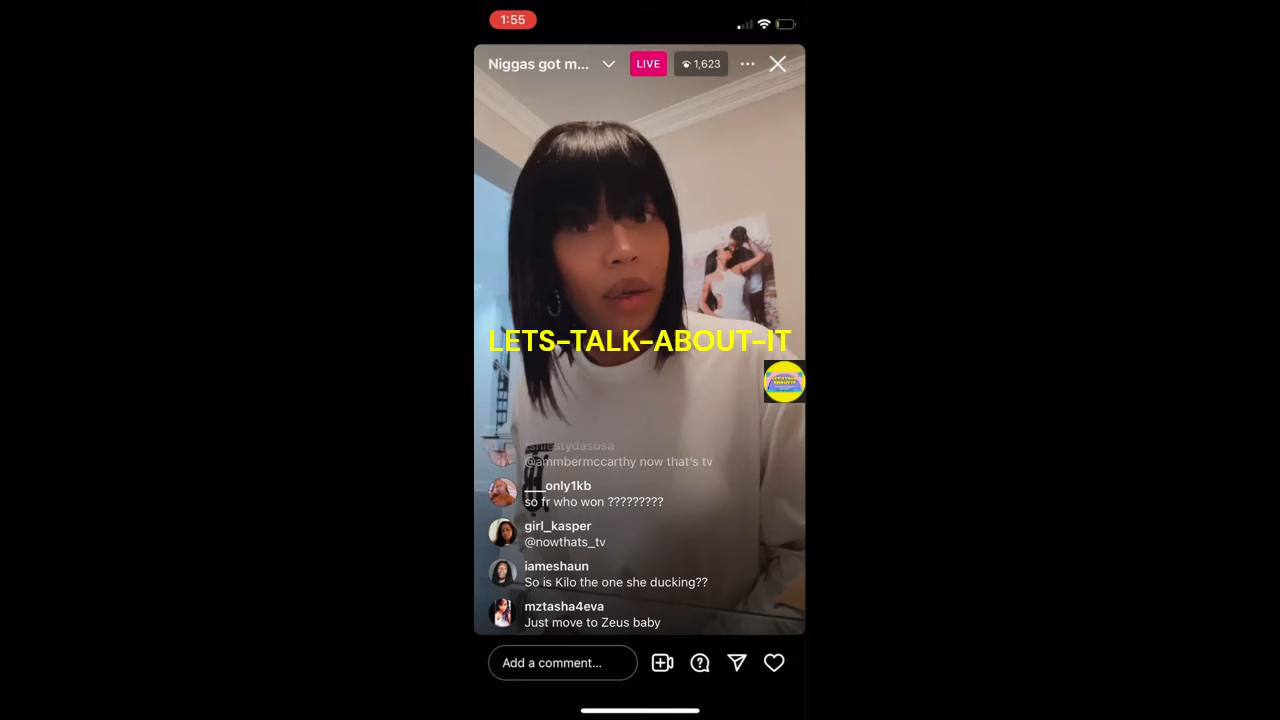 1:55
Niggas got m...
LIVE
1,623
LETS-TALK-ABOUT-IT
@ammbermccarthy now that's tv
___only1kb
so fr who won ?????????
girl_kasper
@nowthats_tv
iameshaun
So is Kilo the one she ducking??
mztasha4eva
Just move to Zeus baby
Add a comment...